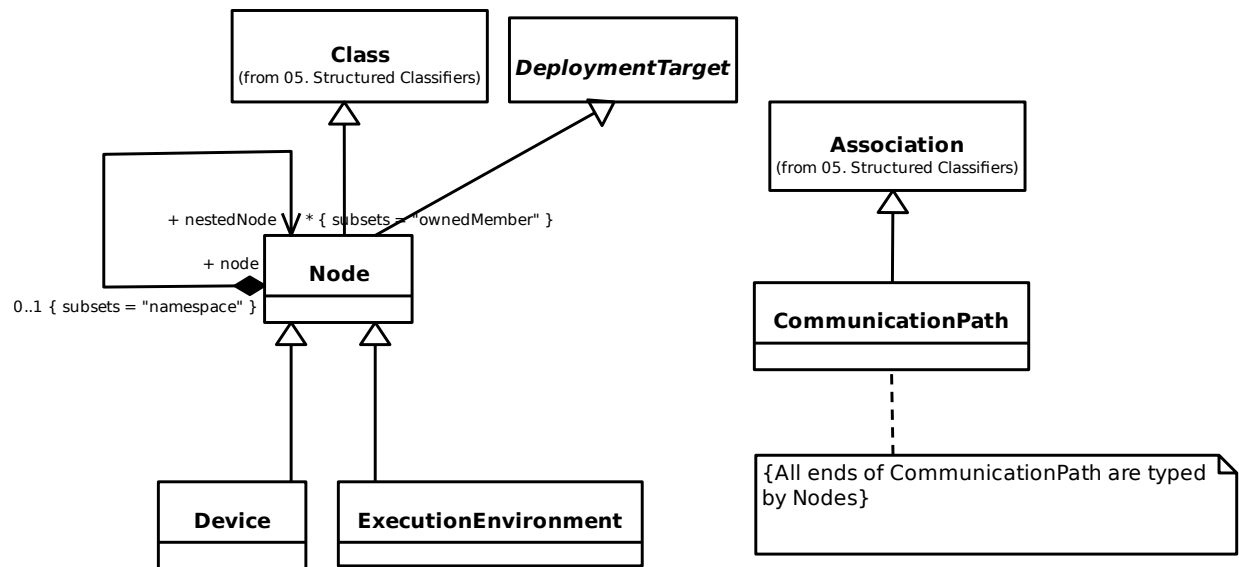 Class
(from 05. Structured Classifiers)
DeploymentTarget
Association
(from 05. Structured Classifiers)
+ nestedNode
* { subsets = "ownedMember" }
+ node
Node
0..1 { subsets = "namespace" }
CommunicationPath
{All ends of CommunicationPath are typed
by Nodes}
Device
ExecutionEnvironment